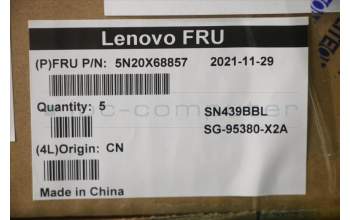 Lenovo FRU
(P)FRU P/N: 5N20X68857 2021-11-29
Quantity: 5
SN439BBL
SG-95380-X2A
(4L)Origin: CN
Made in China